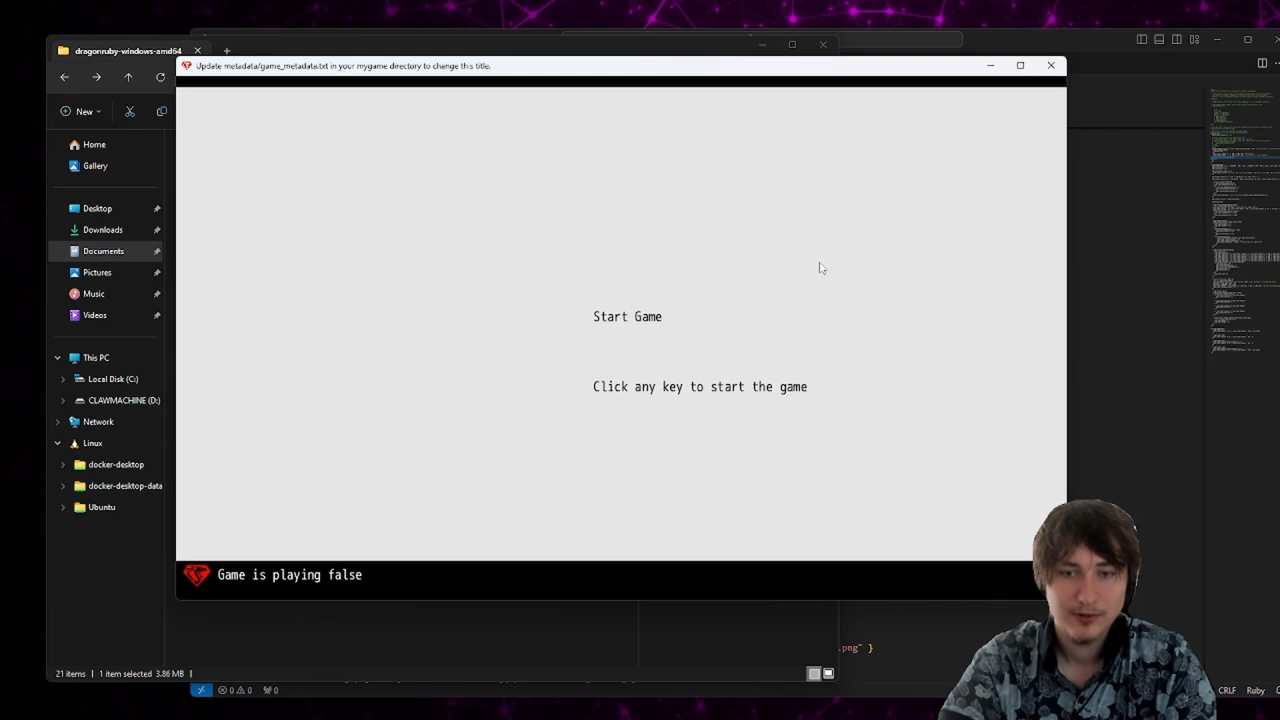 dragonruby-windows-amd64
Update metadata/game_metadata.txt in your mygame directory to change this title.
New
Home
Gallery
Desktop
Downloads
Documents
Pictures
Music
Videos
This PC
Local Disk (C:)
CLAWMACHINE (D:)
Network
Linux
docker-desktop
docker-desktop-data
Ubuntu
Start Game
Click any key to start the game
Game is playing false
.png" }
21 items 1 item selected 3.86 MB
0 0 0
CRLF Ruby